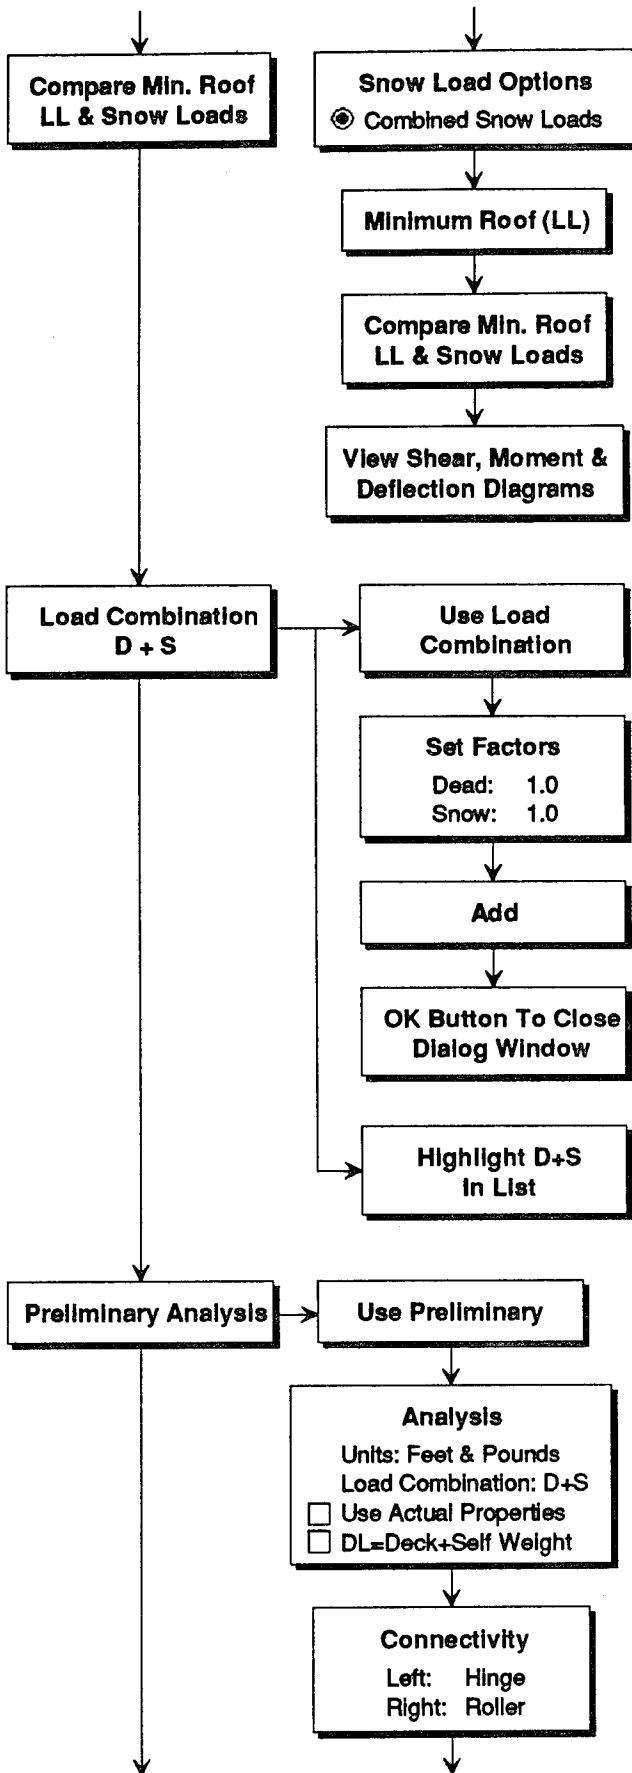 Compare Min. Roof
LL & Snow Loads
Snow Load Options
Combined Snow Loads
Minimum Roof (LL)
Compare Min. Roof
LL & Snow Loads
View Shear, Moment &
Deflection Diagrams
Load Combination
D + S
Use Load
Combination
Set Factors
Dead: 1.0
Snow: 1.0
Add
OK Button To Close
Dialog Window
Highlight D+S
In List
Preliminary Analysis
Use Preliminary
Analysis
Units: Feet & Pounds
Load Combination: D+S
Use Actual Properties
DL=Deck+Self Weight
Connectivity
Left: Hinge
Right: Roller